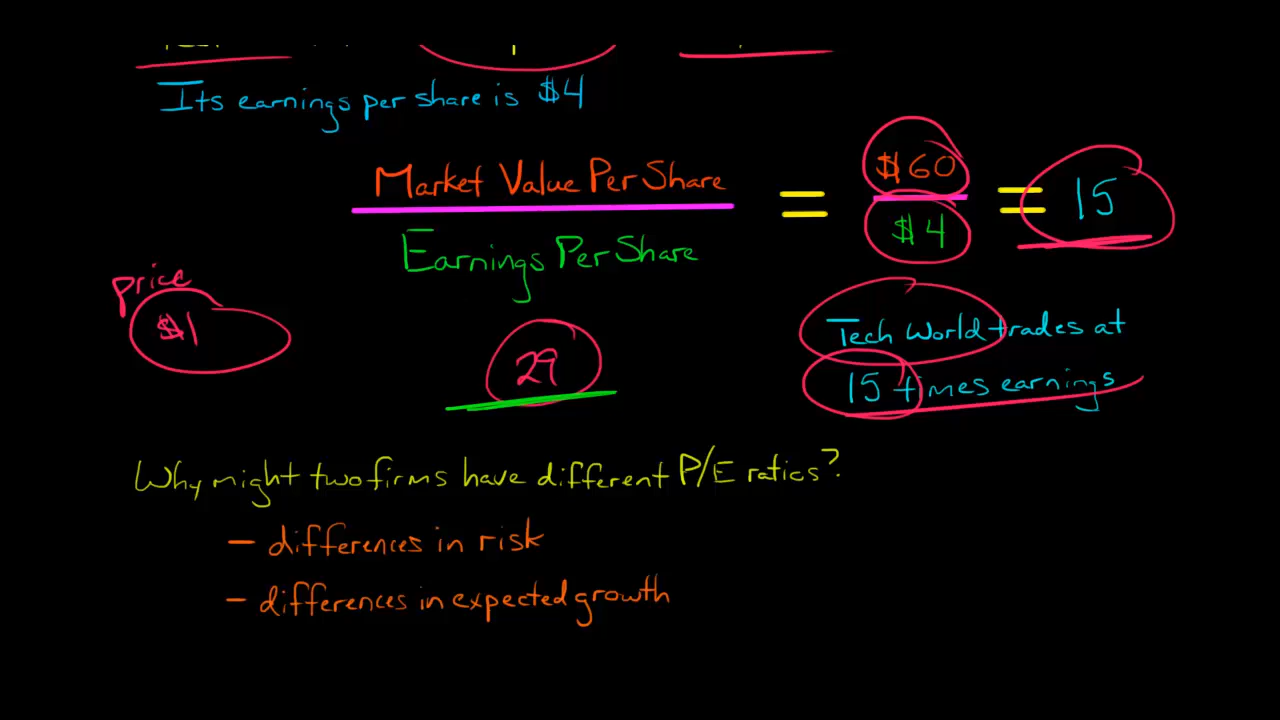 Its earnings per share is $4
Market Value Per Share
Earnings Per Share
=
$60
$4
=
15
price
$1
29
Tech World trades at
15 times earnings
Why might two firms have different P/E ratios?
- differences in risk
- differences in expected growth